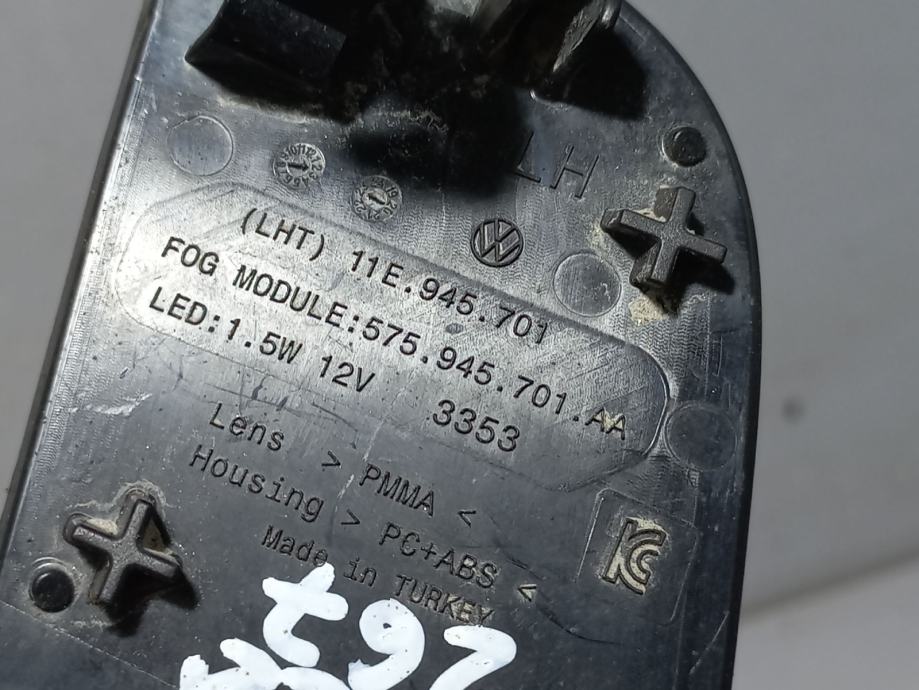 LH
(LHT) 11E.945.701
FOG MODULE:575.945.701.AA
LED:1.5W 12V 3353
Lens > PMMA <
Housing > PC+ABS <
Made in TURKEY